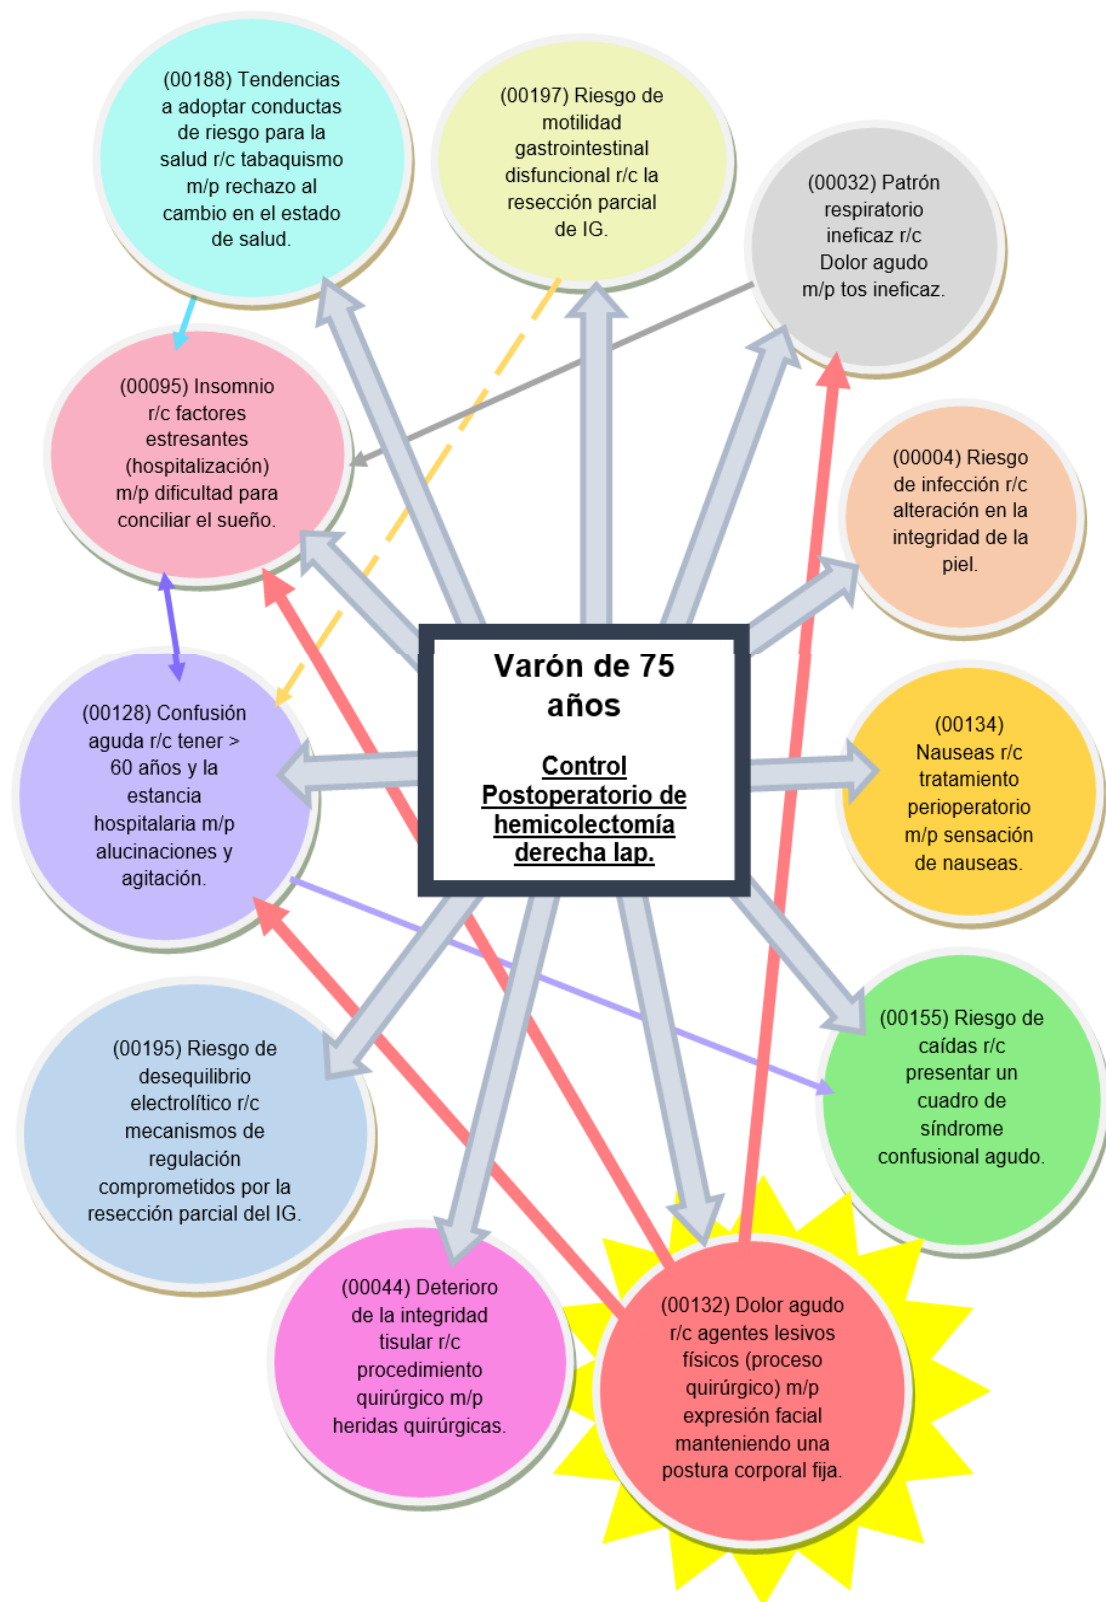 (00188) Tendencias
a adoptar conductas
de riesgo para la
salud r/c tabaquismo
m/p rechazo al
cambio en el estado
de salud.
(00197) Riesgo de
motilidad
gastrointestinal
disfuncional r/c la
resección parcial
de IG.
(00032) Patrón
respiratorio
ineficaz r/c
Dolor agudo
m/p tos ineficaz.
(00095) Insomnio
r/c factores
estresantes
(hospitalización)
m/p dificultad para
conciliar el sueño.
(00004) Riesgo
de infección r/c
alteración en la
integridad de la
piel.
Varón de 75
años
Control
Postoperatorio de
hemicolectomía
derecha lap.
(00128) Confusión
aguda r/c tener >
60 años y la
estancia
hospitalaria m/p
alucinaciones y
agitación.
(00134)
Nauseas r/c
tratamiento
perioperatorio
m/p sensación
de nauseas.
(00195) Riesgo de
desequilibrio
electrolítico r/c
mecanismos de
regulación
comprometidos por la
resección parcial del IG.
(00155) Riesgo de
caídas r/c
presentar un
cuadro de
síndrome
confusional agudo.
(00044) Deterioro
de la integridad
tisular r/c
procedimiento
quirúrgico m/p
heridas quirúrgicas.
(00132) Dolor agudo
r/c agentes lesivos
físicos (proceso
quirúrgico) m/p
expresión facial
manteniendo una
postura corporal fija.